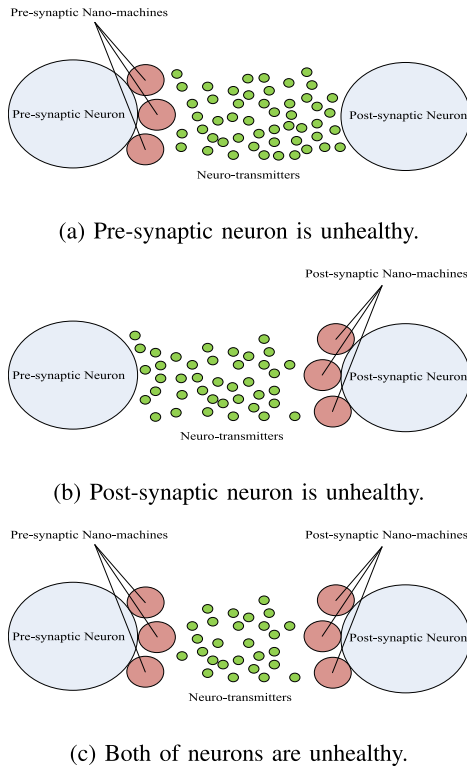 Pre-synaptic Nano-machines
Pre-synaptic Neuron
Post-synaptic Neuron
Neuro-transmitters
(a) Pre-synaptic neuron is unhealthy.
Post-synaptic Nano-machines
Pre-synaptic Neuron
Post-synaptic Neuron
Neuro-transmitters
(b) Post-synaptic neuron is unhealthy.
Pre-synaptic Nano-machines
Post-synaptic Nano-machines
Pre-synaptic Neuron
Post-synaptic Neuron
Neuro-transmitters
(c) Both of neurons are unhealthy.